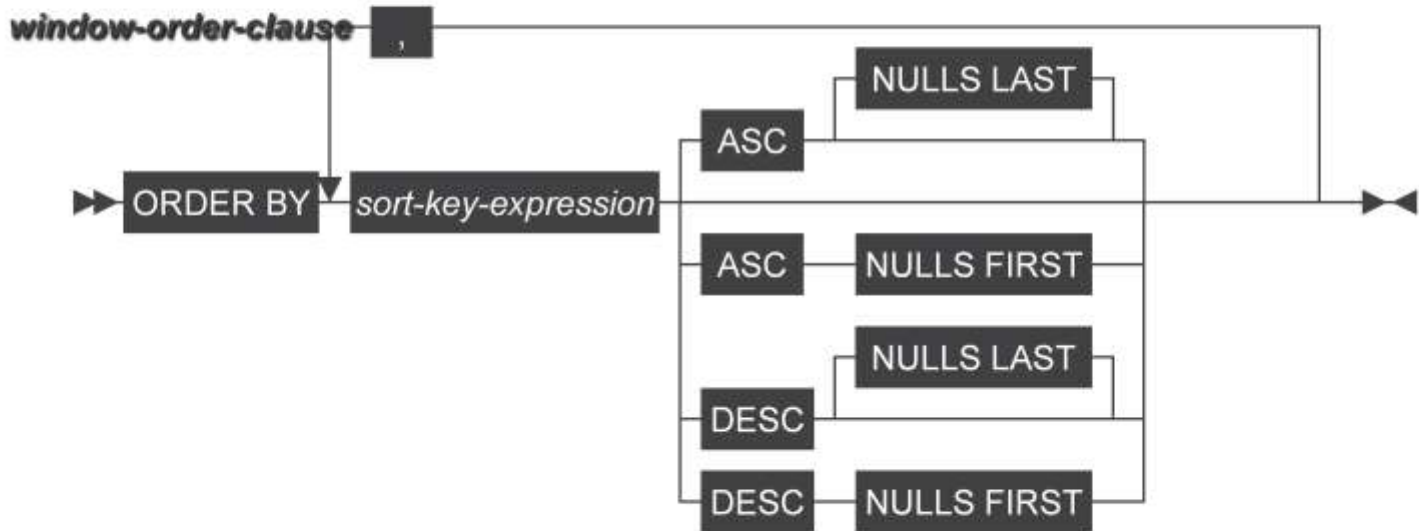 window-order-clause ,
NULLS LAST
ASC
ORDER BY sort-key-expression
ASC NULLS FIRST
NULLS LAST
DESC
DESC NULLS FIRST